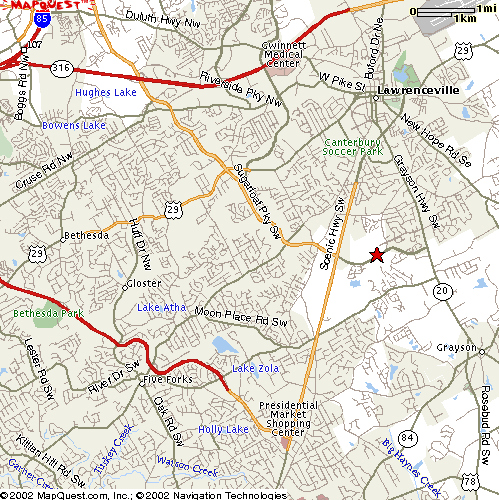 MAPQUEST™
85
107
316
Duluth Hwy Nw
0
1mi
1km
Gwinnett
Medical
Center
Buford Dr Ne
29
W Pike St
Riverside Pky Nw
Lawrenceville
Boggs Rd Nw
Hughes Lake
Bowens Lake
Cruse Rd Nw
Canterbury
Soccer Park
New Hope Rd Se
Grayson Hwy Sw
Sugarloaf Pky Sw
Scenic Hwy Sw
29
29
Bethesda
Huff Dr Nw
Gloster
Bethesda Park
Lake Atha
Moon Place Rd Sw
20
Grayson
Lester Rd Sw
River Dr Sw
Five Forks
Lake Zola
Oak Rd Sw
Holly Lake
Presidential
Market
Shopping
Center
Rosebud Rd Sw
84
78
Killian Hill Rd Sw
Turkey Creek
Watson Creek
Camer Creek
Big Haynes Creek
©2002 MapQuest.com, Inc.; ©2002 Navigation Technologies